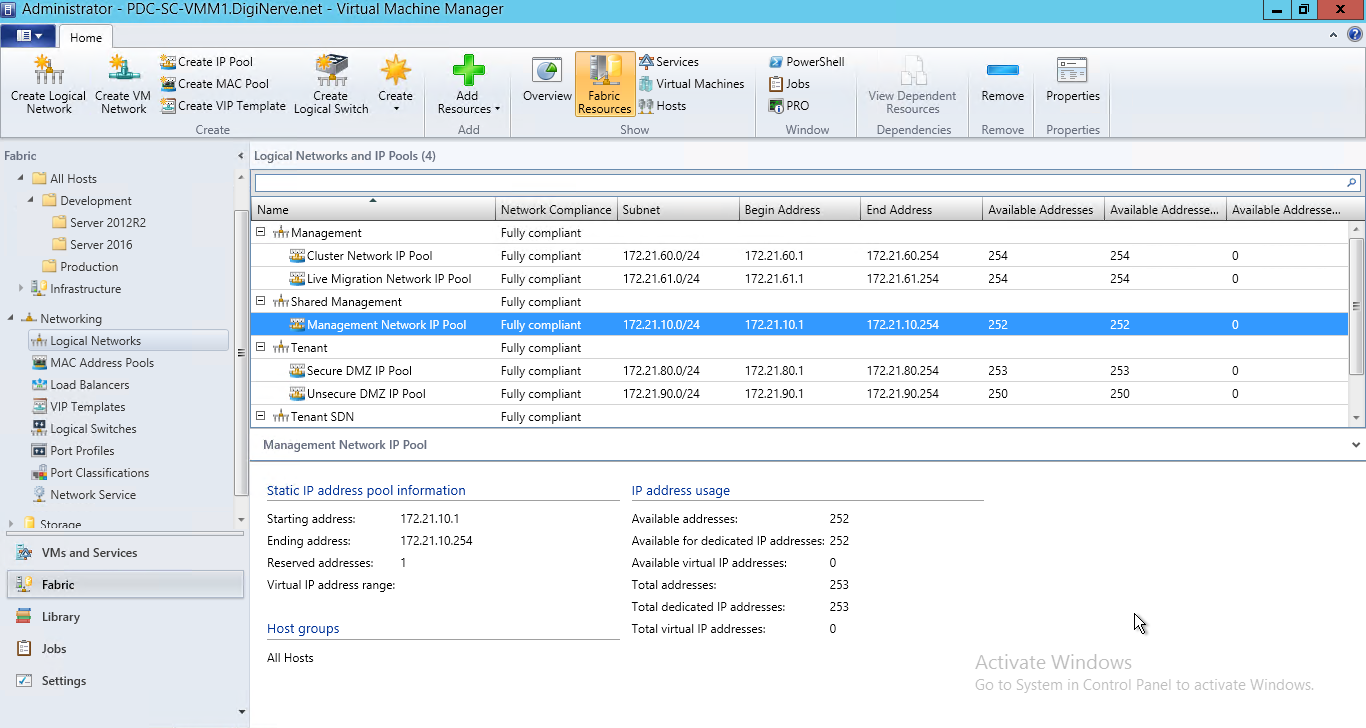 Administrator - PDC-SC-VMM1.DigiNerve.net - Virtual Machine Manager
Home
Create Logical Network
Create VM Network
Create IP Pool
Create MAC Pool
Create VIP Template
Create Logical Switch
Create
Create
Add Resources
Add
Overview
Fabric Resources
Services
Virtual Machines
Hosts
Show
PowerShell
Jobs
PRO
Window
View Dependent Resources
Dependencies
Remove
Remove
Properties
Properties
Fabric
All Hosts
Development
Server 2012R2
Server 2016
Production
Infrastructure
Networking
Logical Networks
MAC Address Pools
Load Balancers
VIP Templates
Logical Switches
Port Profiles
Port Classifications
Network Service
Storage
VMs and Services
Fabric
Library
Jobs
Settings
Logical Networks and IP Pools (4)
Name Network Compliance Subnet Begin Address End Address Available Addresses Available Addresse... Available Addresse...
Management Fully compliant
Cluster Network IP Pool Fully compliant 172.21.60.0/24 172.21.60.1 172.21.60.254 254 254 0
Live Migration Network IP Pool Fully compliant 172.21.61.0/24 172.21.61.1 172.21.61.254 254 254 0
Shared Management Fully compliant
Management Network IP Pool Fully compliant 172.21.10.0/24 172.21.10.1 172.21.10.254 252 252 0
Tenant Fully compliant
Secure DMZ IP Pool Fully compliant 172.21.80.0/24 172.21.80.1 172.21.80.254 253 253 0
Unsecure DMZ IP Pool Fully compliant 172.21.90.0/24 172.21.90.1 172.21.90.254 250 250 0
Tenant SDN Fully compliant
Management Network IP Pool
Static IP address pool information
Starting address: 172.21.10.1
Ending address: 172.21.10.254
Reserved addresses: 1
Virtual IP address range:
Host groups
All Hosts
IP address usage
Available addresses: 252
Available for dedicated IP addresses: 252
Available virtual IP addresses: 0
Total addresses: 253
Total dedicated IP addresses: 253
Total virtual IP addresses: 0
Activate Windows
Go to System in Control Panel to activate Windows.